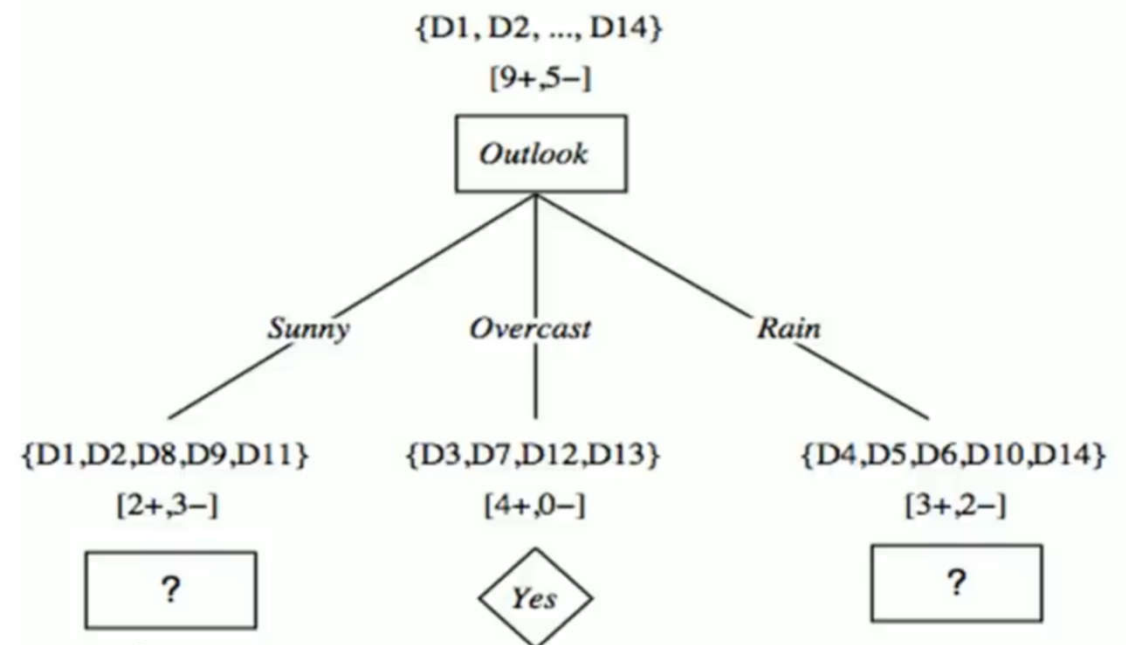 {D1, D2, ..., D14}
[9+,5−]
Outlook
Sunny
Overcast
Rain
{D1,D2,D8,D9,D11}
{D3,D7,D12,D13}
{D4,D5,D6,D10,D14}
[2+,3−]
[4+,0−]
[3+,2−]
?
Yes
?